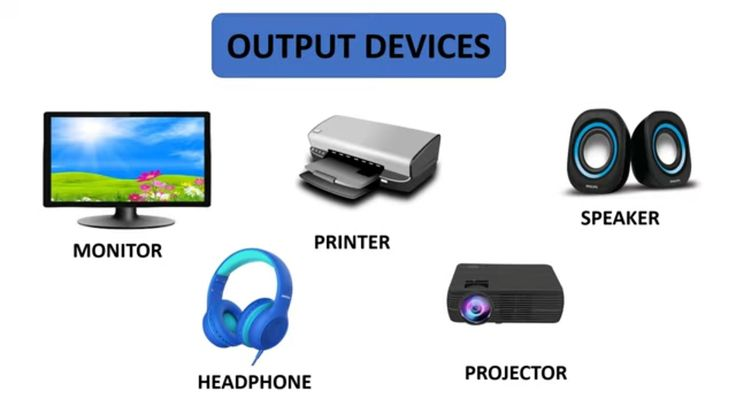 OUTPUT DEVICES
MONITOR
PRINTER
SPEAKER
HEADPHONE
PROJECTOR